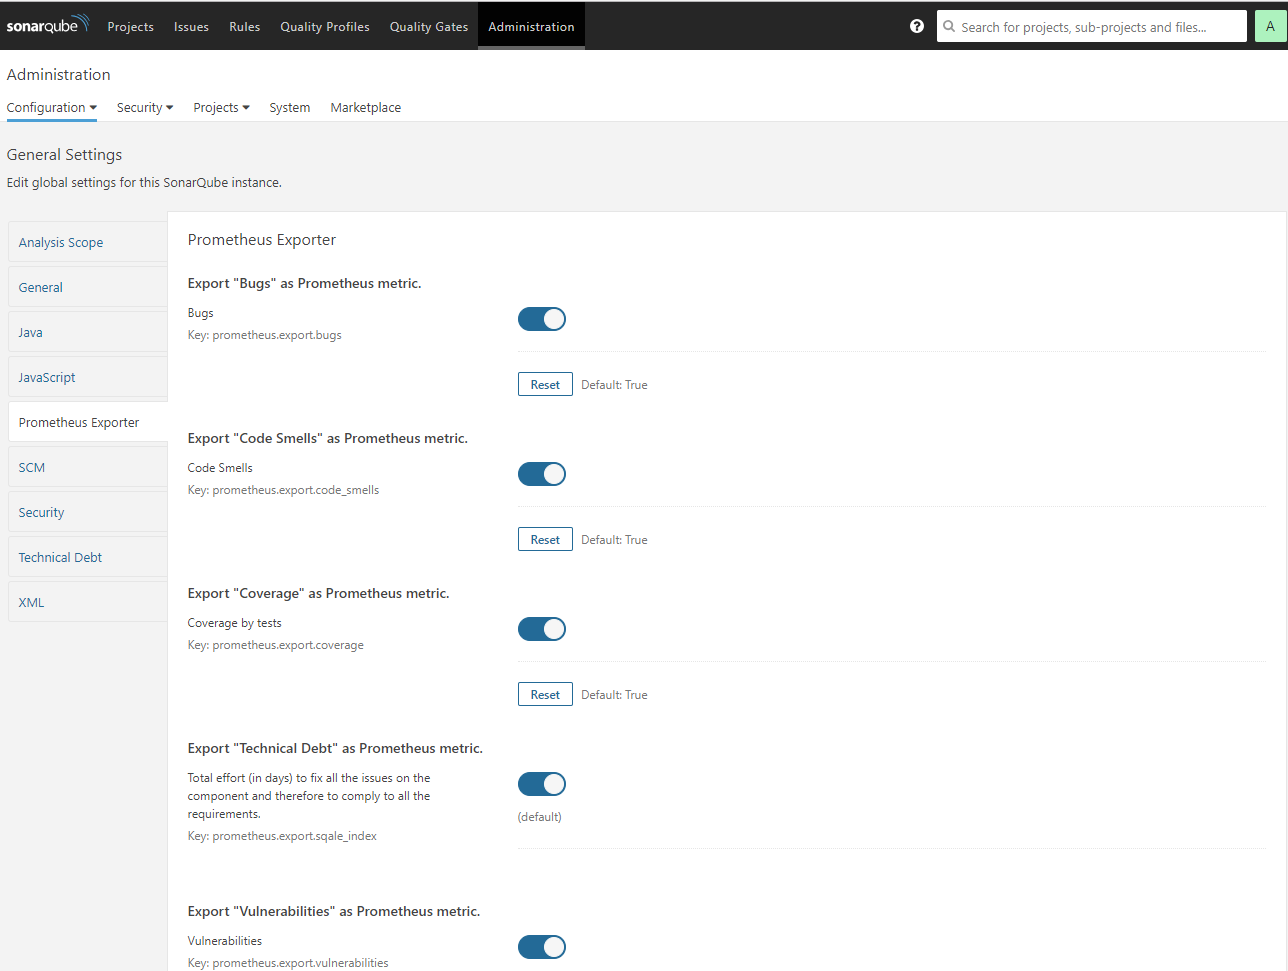 sonarqube Projects Issues Rules Quality Profiles Quality Gates Administration ? Search for projects, sub-projects and files... A
Administration
Configuration Security Projects System Marketplace
General Settings
Edit global settings for this SonarQube instance.
Analysis Scope
General
Java
JavaScript
Prometheus Exporter
SCM
Security
Technical Debt
XML
Prometheus Exporter
Export "Bugs" as Prometheus metric.
Bugs
Key: prometheus.export.bugs
Reset Default: True
Export "Code Smells" as Prometheus metric.
Code Smells
Key: prometheus.export.code_smells
Reset Default: True
Export "Coverage" as Prometheus metric.
Coverage by tests
Key: prometheus.export.coverage
Reset Default: True
Export "Technical Debt" as Prometheus metric.
Total effort (in days) to fix all the issues on the
component and therefore to comply to all the
requirements.
Key: prometheus.export.sqale_index
(default)
Export "Vulnerabilities" as Prometheus metric.
Vulnerabilities
Key: prometheus.export.vulnerabilities